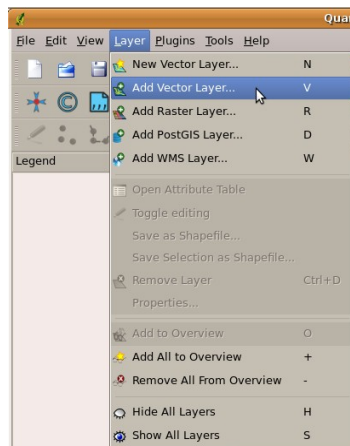 Qua
File Edit View Layer Plugins Tools Help
New Vector Layer... N
Add Vector Layer... V
Add Raster Layer... R
Add PostGIS Layer... D
Add WMS Layer... W
Legend
Open Attribute Table
Toggle editing
Save as Shapefile...
Save Selection as Shapefile...
Remove Layer Ctrl+D
Properties...
Add to Overview O
Add All to Overview +
Remove All From Overview -
Hide All Layers H
Show All Layers S